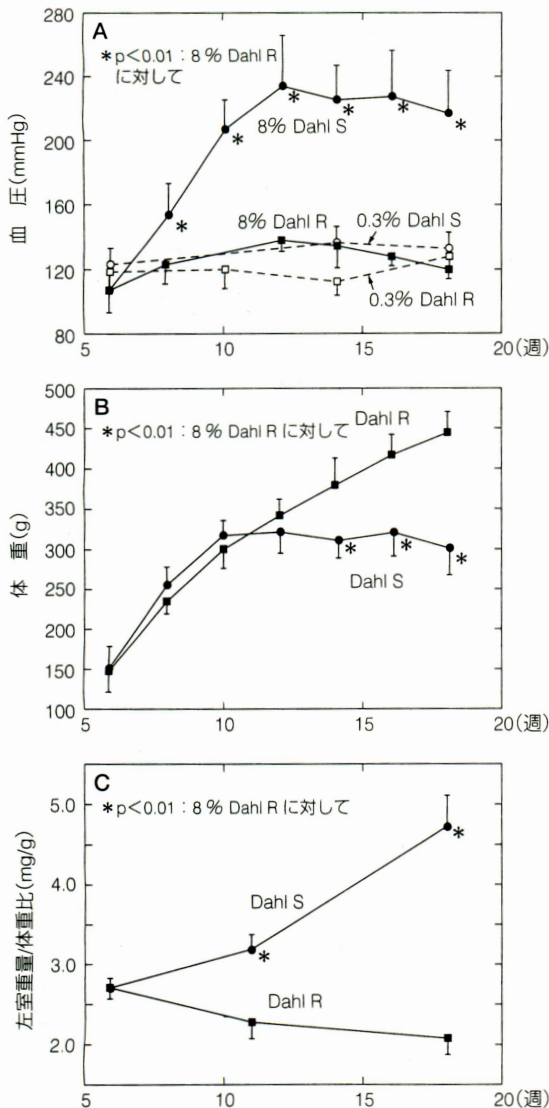 A
*p<0.01：8% Dahl R
に対して
280
240
200
160
120
80
血　圧(mmHg)
8% Dahl S
8% Dahl R
0.3% Dahl S
0.3% Dahl R
5
10
15
20(週)
B
*p<0.01：8% Dahl R に対して
500
450
400
350
300
250
200
150
100
体　重(g)
Dahl R
Dahl S
5
10
15
20(週)
C
*p<0.01：8% Dahl R に対して
5.0
4.0
3.0
2.0
左室重量/体重比(mg/g)
Dahl S
Dahl R
5
10
15
20(週)